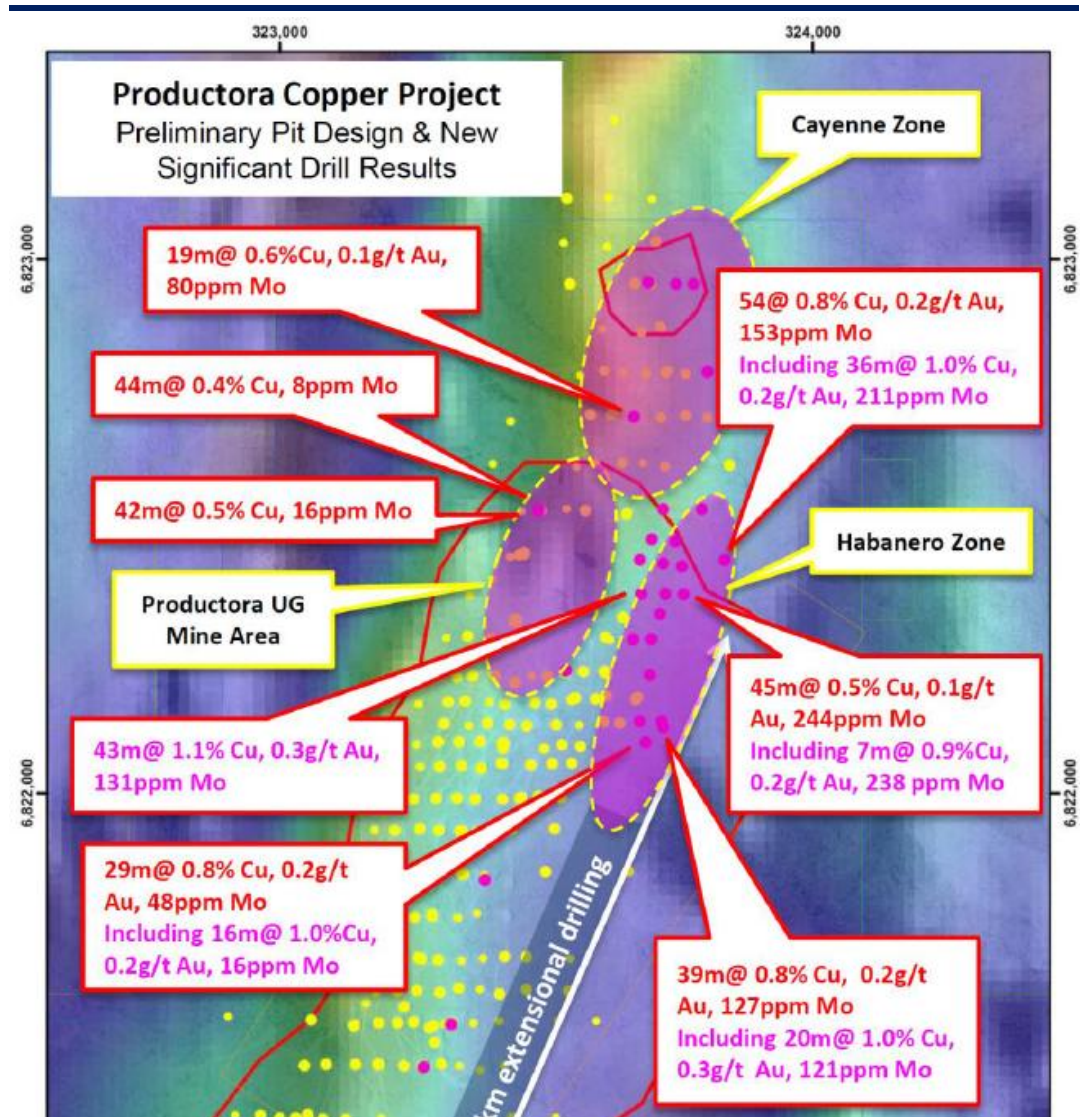 323,000
324,000
Productora Copper Project
Preliminary Pit Design & New
Significant Drill Results
Cayenne Zone
6,823,000
6,823,000
19m@ 0.6%Cu, 0.1g/t Au,
80ppm Mo
54@ 0.8% Cu, 0.2g/t Au,
153ppm Mo
Including 36m@ 1.0% Cu,
0.2g/t Au, 211ppm Mo
44m@ 0.4% Cu, 8ppm Mo
42m@ 0.5% Cu, 16ppm Mo
Habanero Zone
Productora UG
Mine Area
45m@ 0.5% Cu, 0.1g/t
Au, 244ppm Mo
Including 7m@ 0.9%Cu,
0.2g/t Au, 238 ppm Mo
43m@ 1.1% Cu, 0.3g/t Au,
131ppm Mo
6,822,000
6,822,000
29m@ 0.8% Cu, 0.2g/t
Au, 48ppm Mo
Including 16m@ 1.0%Cu,
0.2g/t Au, 16ppm Mo
km extensional drilling
39m@ 0.8% Cu, 0.2g/t
Au, 127ppm Mo
Including 20m@ 1.0% Cu,
0.3g/t Au, 121ppm Mo